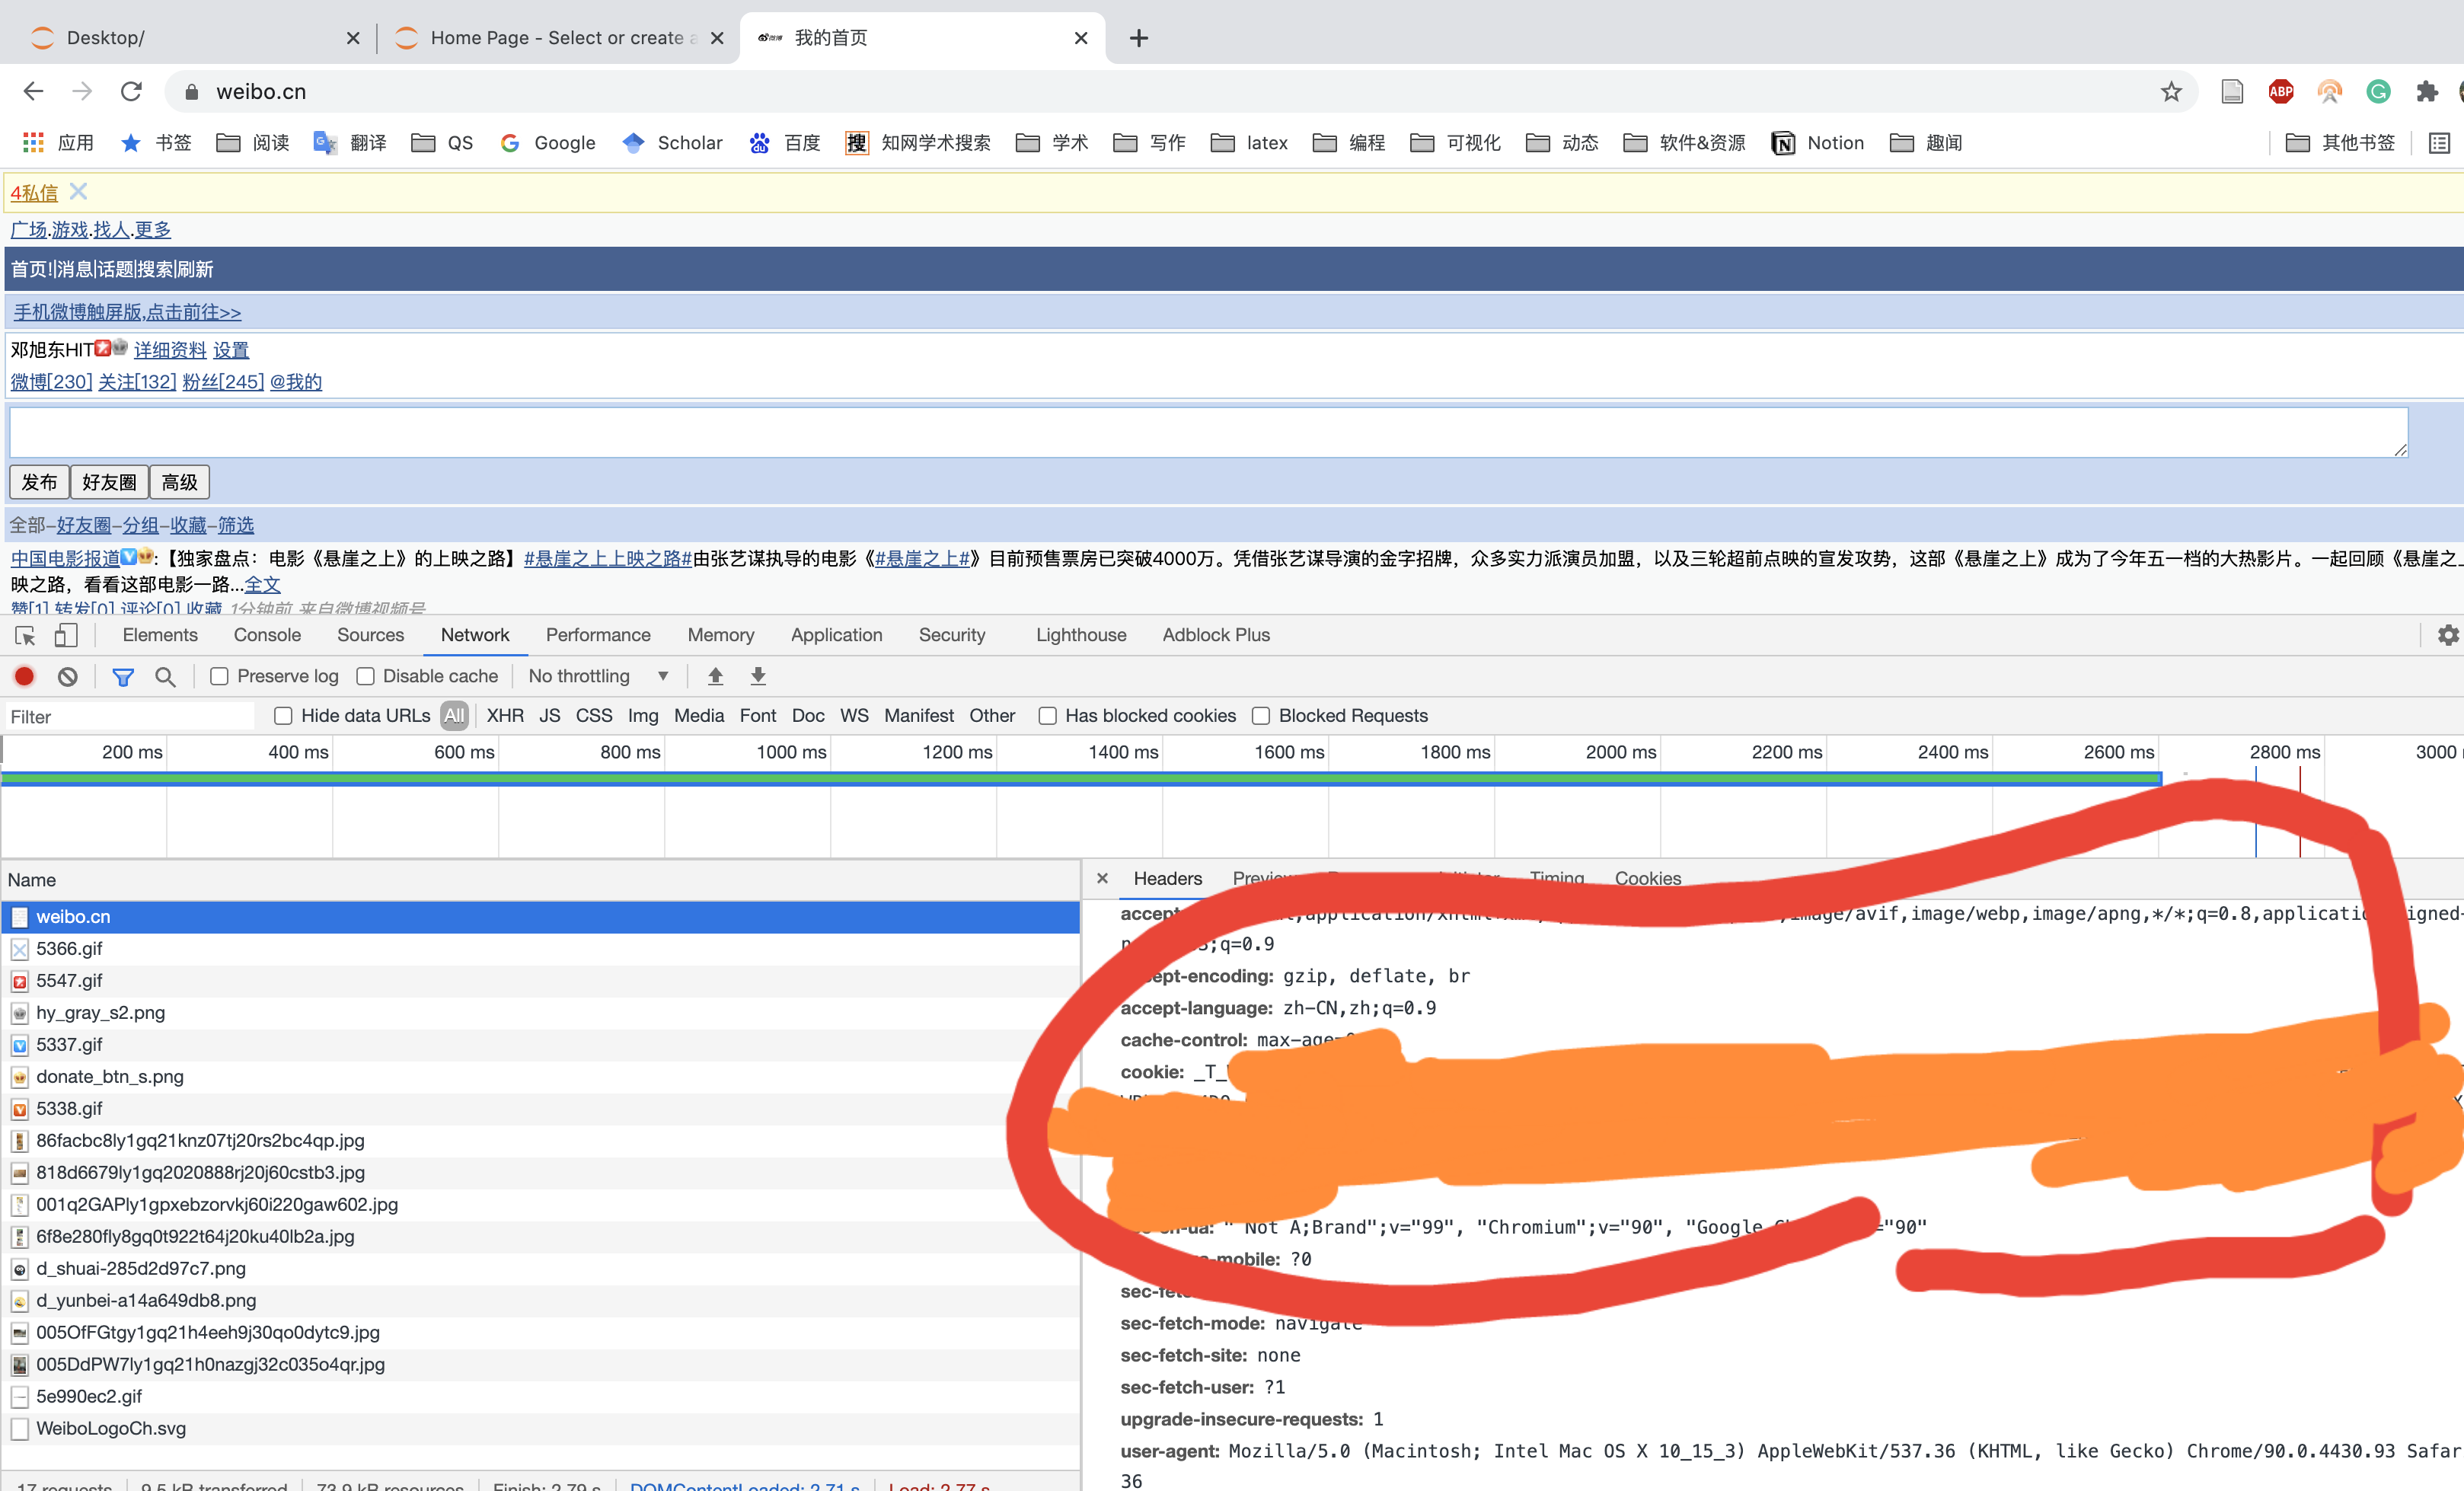 Desktop/
Home Page - Select or create a
我的首页
weibo.cn
应用 书签 阅读 翻译 QS Google Scholar 百度 知网学术搜索 学术 写作 latex 编程 可视化 动态 软件&资源 Notion 趣闻 其他书签
4私信
广场.游戏.找人.更多
首页!|消息|话题|搜索|刷新
手机微博触屏版,点击前往>>
邓旭东HIT 详细资料 设置
微博[230] 关注[132] 粉丝[245] @我的
发布 好友圈 高级
全部-好友圈-分组-收藏-筛选
中国电影报道:【独家盘点：电影《悬崖之上》的上映之路】#悬崖之上上映之路#由张艺谋执导的电影《#悬崖之上#》目前预售票房已突破4000万。凭借张艺谋导演的金字招牌，众多实力派演员加盟，以及三轮超前点映的宣发攻势，这部《悬崖之上》成为了今年五一档的大热影片。一起回顾《悬崖之
映之路，看看这部电影一路...全文
赞[1] 转发[0] 评论[0] 收藏 1分钟前 来自微博视频号
Elements Console Sources Network Performance Memory Application Security Lighthouse Adblock Plus
Preserve log Disable cache No throttling
Filter Hide data URLs All XHR JS CSS Img Media Font Doc WS Manifest Other Has blocked cookies Blocked Requests
200 ms 400 ms 600 ms 800 ms 1000 ms 1200 ms 1400 ms 1600 ms 1800 ms 2000 ms 2200 ms 2400 ms 2600 ms 2800 ms 3000
Name
weibo.cn
5366.gif
5547.gif
hy_gray_s2.png
5337.gif
donate_btn_s.png
5338.gif
86facbc8ly1gq21knz07tj20rs2bc4qp.jpg
818d6679ly1gq2020888rj20j60cstb3.jpg
001q2GAPly1gpxebzorvkj60i220gaw602.jpg
6f8e280fly8gq0t922t64j20ku40lb2a.jpg
d_shuai-285d2d97c7.png
d_yunbei-a14a649db8.png
005OfFGtgy1gq21h4eeh9j30qo0dytc9.jpg
005DdPW7ly1gq21h0nazgj32c035o4qr.jpg
5e990ec2.gif
WeiboLogoCh.svg
17 requests 9.5 kB transferred 73.9 kB resources Finish: 2.79 s DOMContentLoaded: 2.71 s Load: 2.77 s
Headers Timing Cookies
image/avif,image/webp,image/apng,*/*;q=0.8
;q=0.9
gzip, deflate, br
accept-language: zh-CN,zh;q=0.9
cache-control:
cookie: _T_
" Not A;Brand";v="99", "Chromium";v="90", "Google ="90"
-mobile: ?0
sec-fetch-mode: navigate
sec-fetch-site: none
sec-fetch-user: ?1
upgrade-insecure-requests: 1
user-agent: Mozilla/5.0 (Macintosh; Intel Mac OS X 10_15_3) AppleWebKit/537.36 (KHTML, like Gecko) Chrome/90.0.4430.93 Safar
36